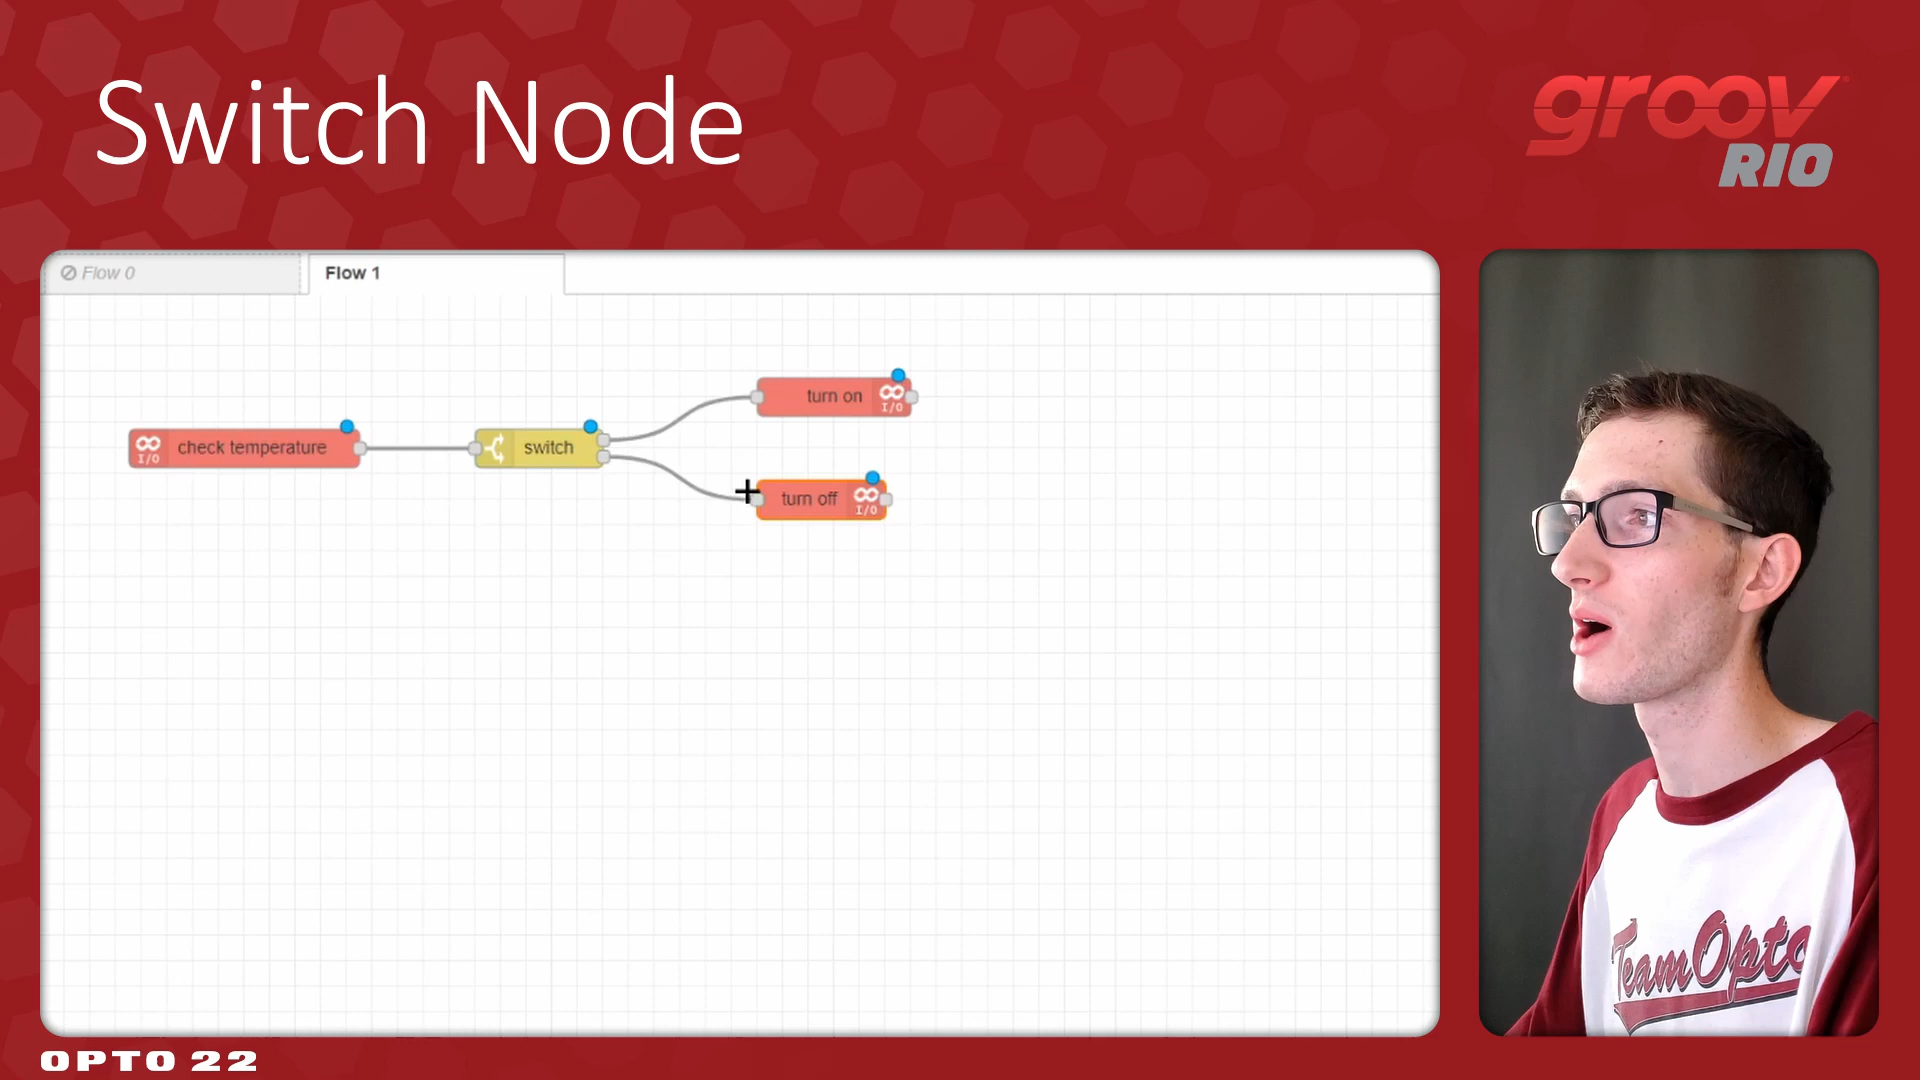 Switch Node
groov
RIO
Flow 0
Flow 1
turn on
I/O
check temperature
I/O
switch
turn off
I/O
TeamOpto
OPTO 22